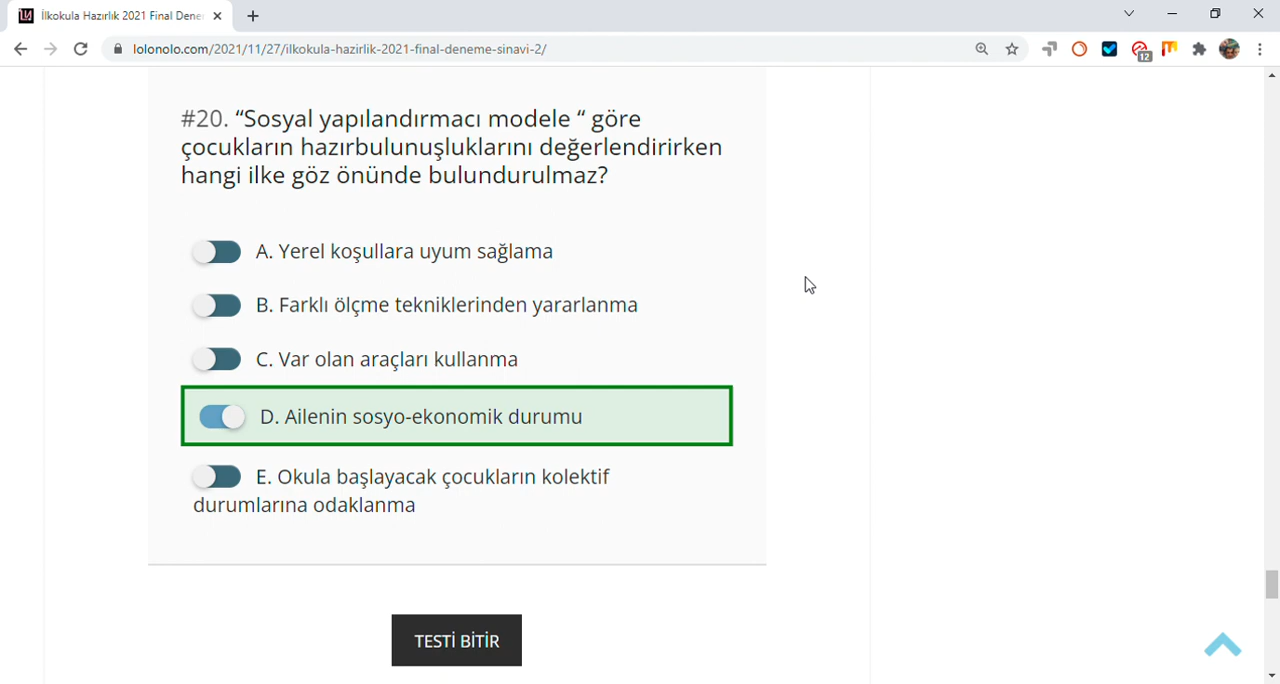 İlkokula Hazırlık 2021 Final Dene
lolonolo.com/2021/11/27/ilkokula-hazirlik-2021-final-deneme-sinavi-2/
12
#20. “Sosyal yapılandırmacı modele “ göre
çocukların hazırbulunuşluklarını değerlendirirken
hangi ilke göz önünde bulundurulmaz?
A. Yerel koşullara uyum sağlama
B. Farklı ölçme tekniklerinden yararlanma
C. Var olan araçları kullanma
D. Ailenin sosyo-ekonomik durumu
E. Okula başlayacak çocukların kolektif
durumlarına odaklanma
TESTİ BİTİR